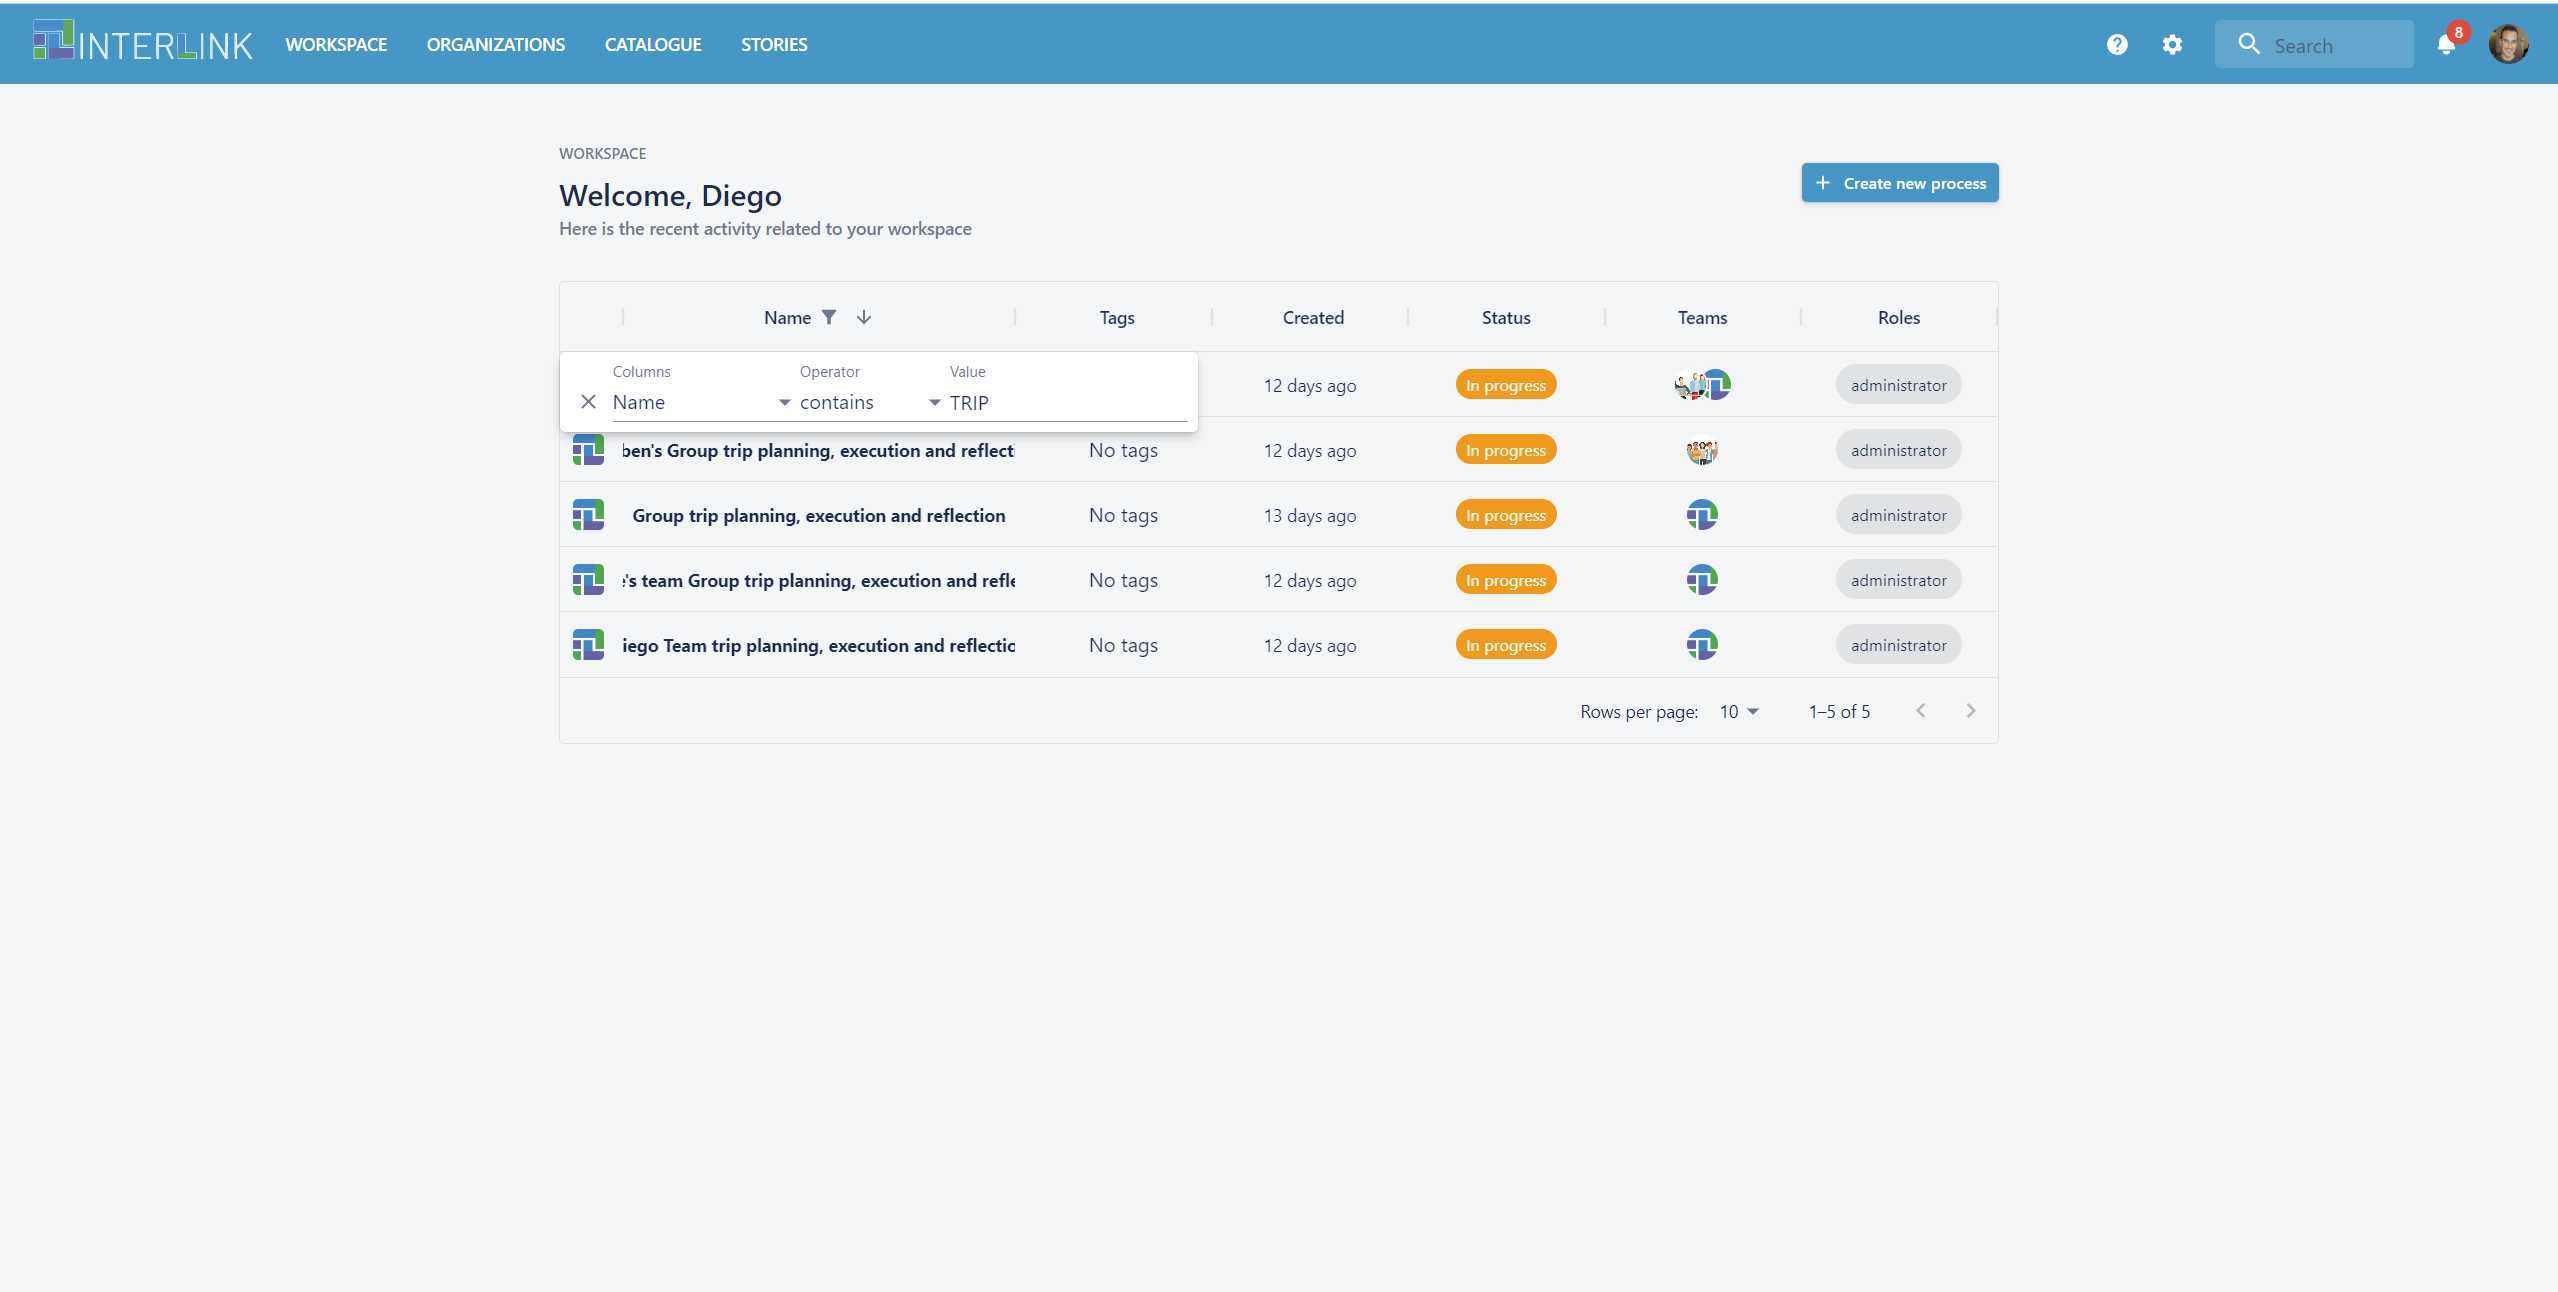 INTERLINK WORKSPACE ORGANIZATIONS CATALOGUE STORIES Search 8
WORKSPACE
Welcome, Diego
Here is the recent activity related to your workspace
Create new process
Name Tags Created Status Teams Roles
Columns Operator Value
Name contains TRIP
12 days ago In progress administrator
ben's Group trip planning, execution and reflecti No tags 12 days ago In progress administrator
Group trip planning, execution and reflection No tags 13 days ago In progress administrator
's team Group trip planning, execution and refle No tags 12 days ago In progress administrator
iego Team trip planning, execution and reflectio No tags 12 days ago In progress administrator
Rows per page: 10 1–5 of 5